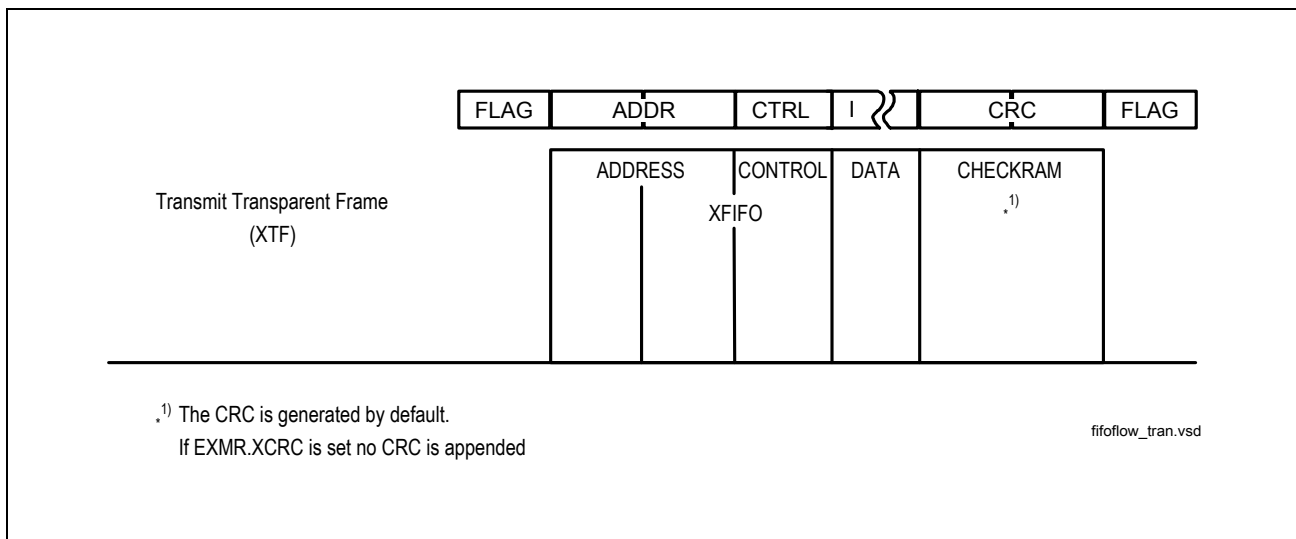 FLAG ADDR CTRL I CRC FLAG
ADDRESS CONTROL DATA CHECKRAM
Transmit Transparent Frame
(XTF)
XFIFO
*1)
*1) The CRC is generated by default.
If EXMR.XCRC is set no CRC is appended
fifoflow_tran.vsd